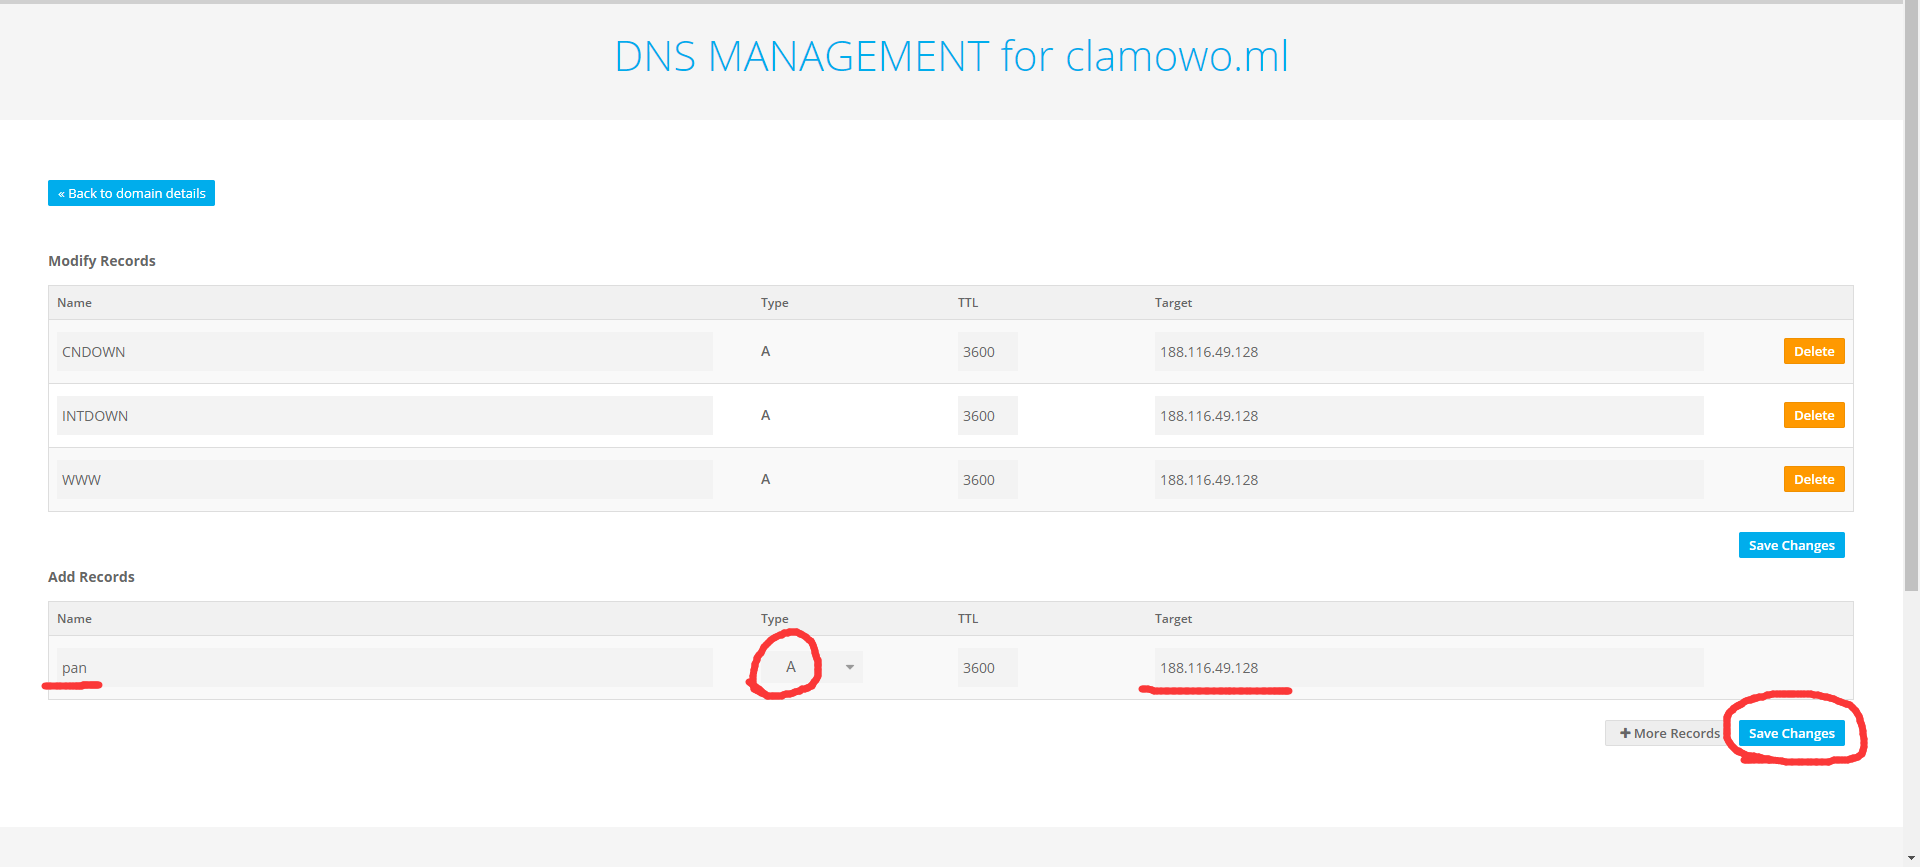 DNS MANAGEMENT for clamowo.ml
« Back to domain details
Modify Records
Name Type TTL Target
CNDOWN A 3600 188.116.49.128 Delete
INTDOWN A 3600 188.116.49.128 Delete
WWW A 3600 188.116.49.128 Delete
Save Changes
Add Records
Name Type TTL Target
pan A 3600 188.116.49.128
+ More Records Save Changes